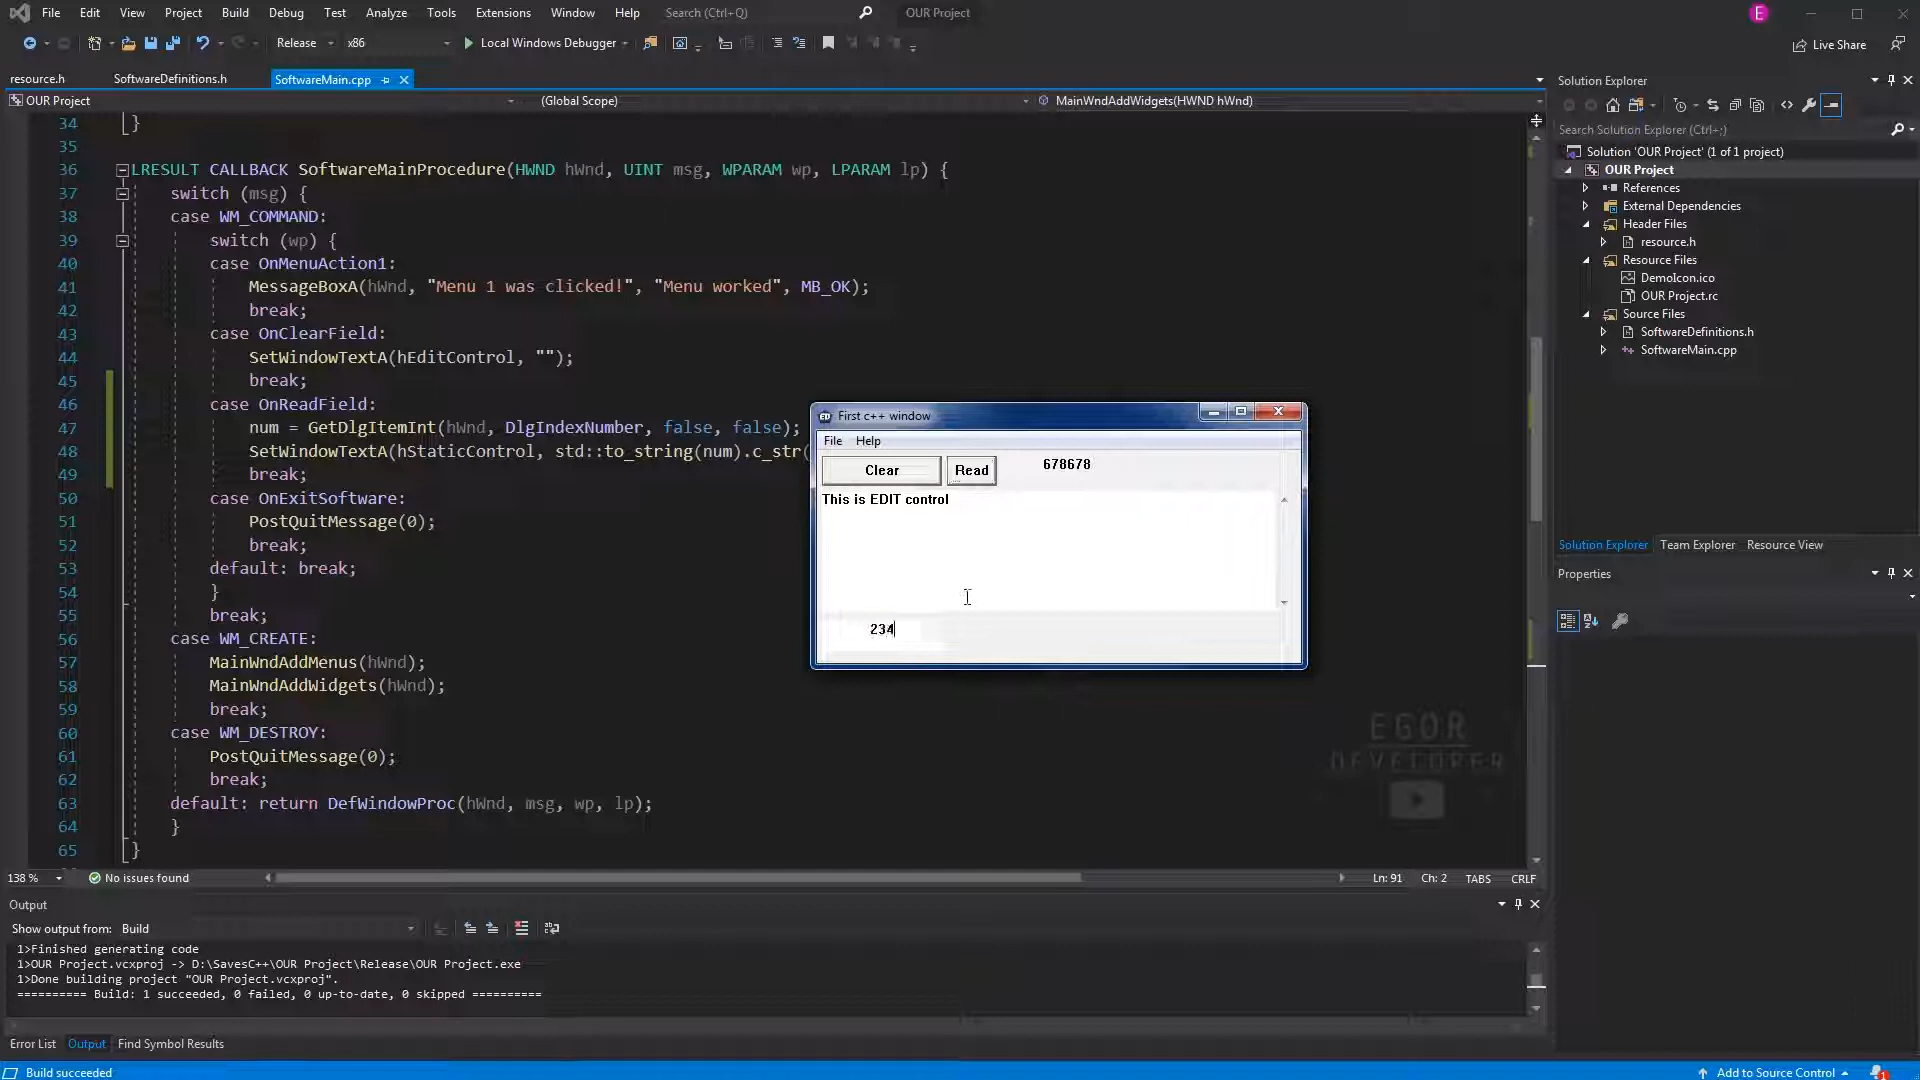 File Edit View Project Build Debug Test Analyze Tools Extensions Window Help Search (Ctrl+Q) OUR Project E
Release x86 Local Windows Debugger Live Share
resource.h SoftwareDefinitions.h SoftwareMain.cpp
OUR Project (Global Scope) MainWndAddWidgets(HWND hWnd)
34 }
35
36 LRESULT CALLBACK SoftwareMainProcedure(HWND hWnd, UINT msg, WPARAM wp, LPARAM lp) {
37 switch (msg) {
38 case WM_COMMAND:
39 switch (wp) {
40 case OnMenuAction1:
41 MessageBoxA(hWnd, "Menu 1 was clicked!", "Menu worked", MB_OK);
42 break;
43 case OnClearField:
44 SetWindowTextA(hEditControl, "");
45 break;
46 case OnReadField:
47 num = GetDlgItemInt(hWnd, DlgIndexNumber, false, false);
48 SetWindowTextA(hStaticControl, std::to_string(num).c_str(
49 break;
50 case OnExitSoftware:
51 PostQuitMessage(0);
52 break;
53 default: break;
54 }
55 break;
56 case WM_CREATE:
57 MainWndAddMenus(hWnd);
58 MainWndAddWidgets(hWnd);
59 break;
60 case WM_DESTROY:
61 PostQuitMessage(0);
62 break;
63 default: return DefWindowProc(hWnd, msg, wp, lp);
64 }
65 }
First c++ window
File Help
Clear Read 678678
This is EDIT control
234
EGOR
DEVELOPER
138 % No issues found Ln: 91 Ch: 2 TABS CRLF
Output
Show output from: Build
1>Finished generating code
1>OUR Project.vcxproj -> D:\SavesC++\OUR Project\Release\OUR Project.exe
1>Done building project "OUR Project.vcxproj".
========== Build: 1 succeeded, 0 failed, 0 up-to-date, 0 skipped ==========
Error List Output Find Symbol Results
Build succeeded Add to Source Control 1
Solution Explorer
Search Solution Explorer (Ctrl+;)
Solution 'OUR Project' (1 of 1 project)
OUR Project
References
External Dependencies
Header Files
resource.h
Resource Files
DemoIcon.ico
OUR Project.rc
Source Files
SoftwareDefinitions.h
SoftwareMain.cpp
Solution Explorer Team Explorer Resource View
Properties